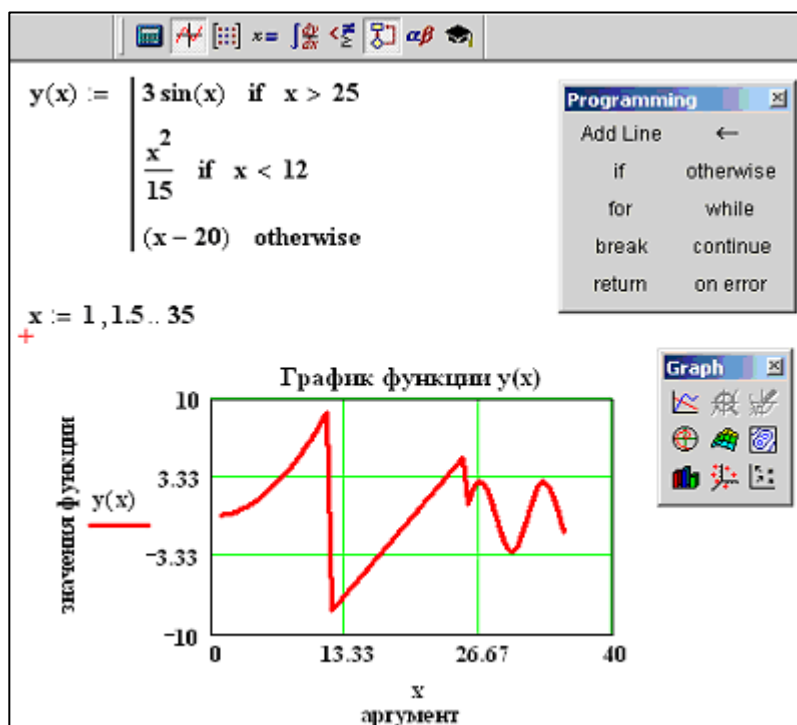 x =
αβ
y(x) := 3 sin(x) if x > 25
x²/15 if x < 12
(x − 20) otherwise
x := 1 , 1.5 .. 35
Programming
Add Line ←
if otherwise
for while
break continue
return on error
Graph
График функции y(x)
значения функции
y(x)
10
3.33
−3.33
−10
0 13.33 26.67 40
x
аргумент